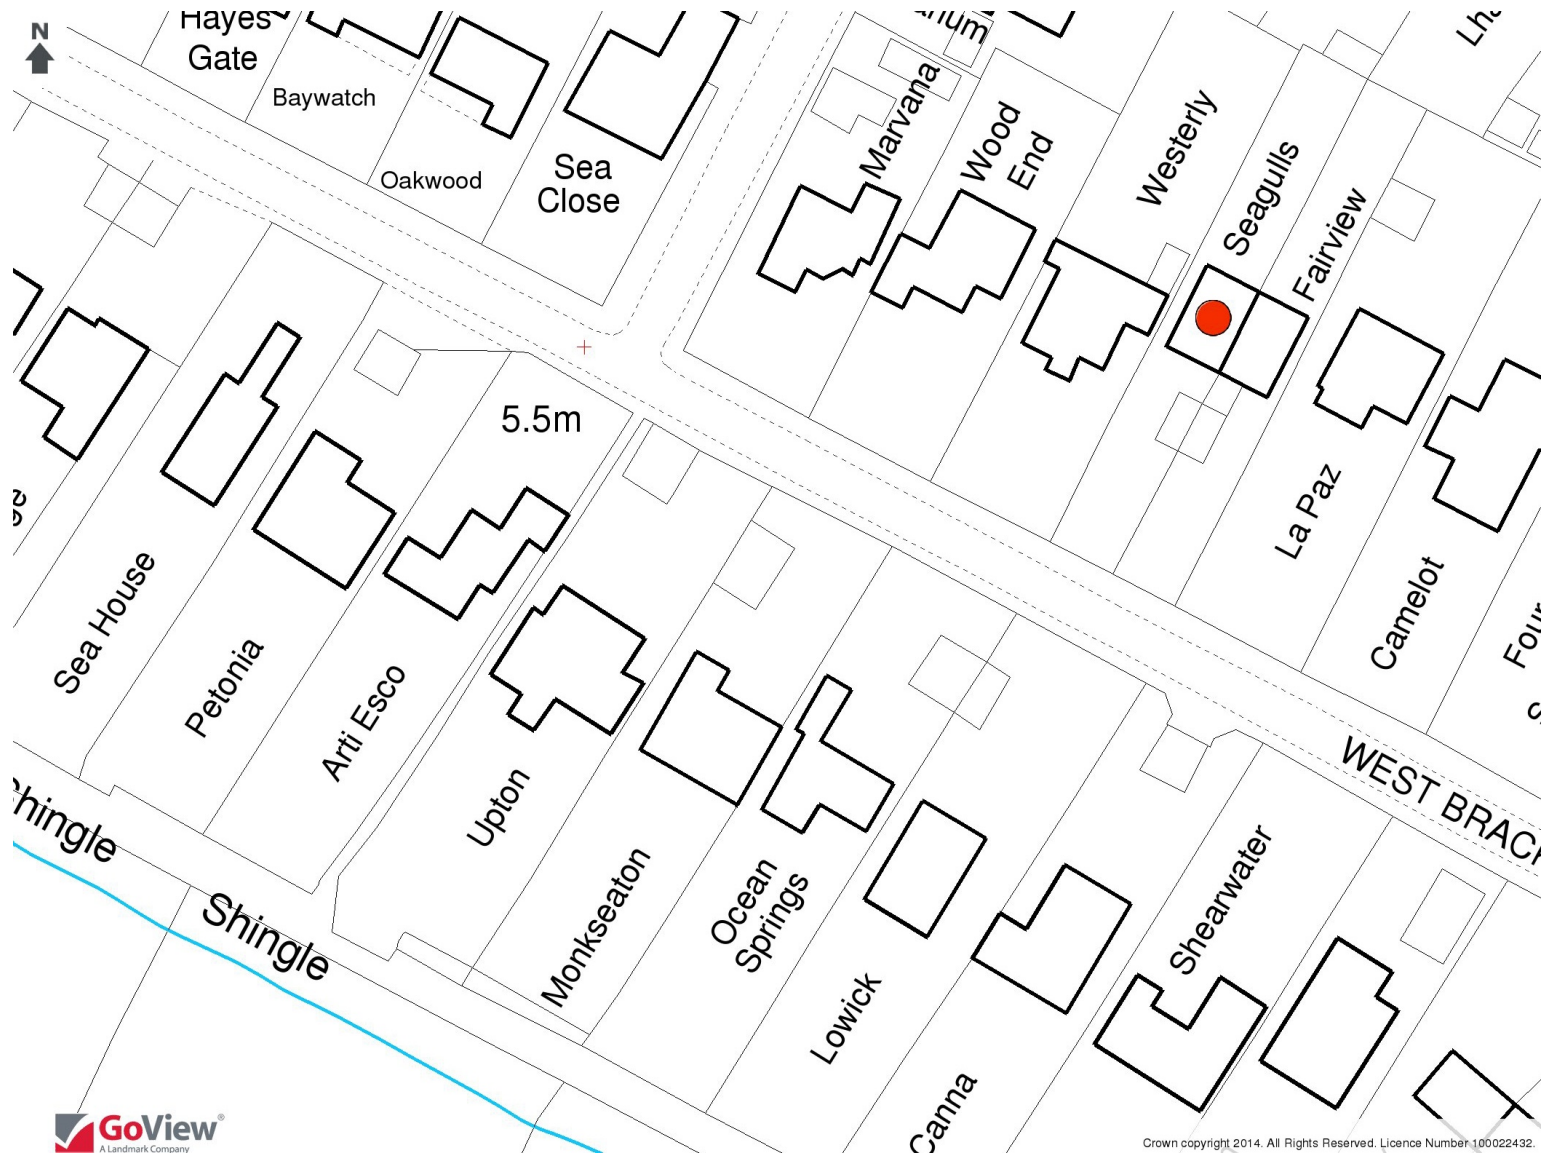 N
Hayes
Gate
Baywatch
Oakwood
Sea
Close
Marvana
Wood
End
Westerly
Seagulls
Fairview
La Paz
Camelot
5.5m
Sea House
Petonia
Arti Esco
Upton
Monkseaton
Ocean
Springs
Lowick
Canna
Shearwater
WEST BRACK
Shingle
Shingle
GoView®
A Landmark Company
Crown copyright 2014. All Rights Reserved. Licence Number 100022432.